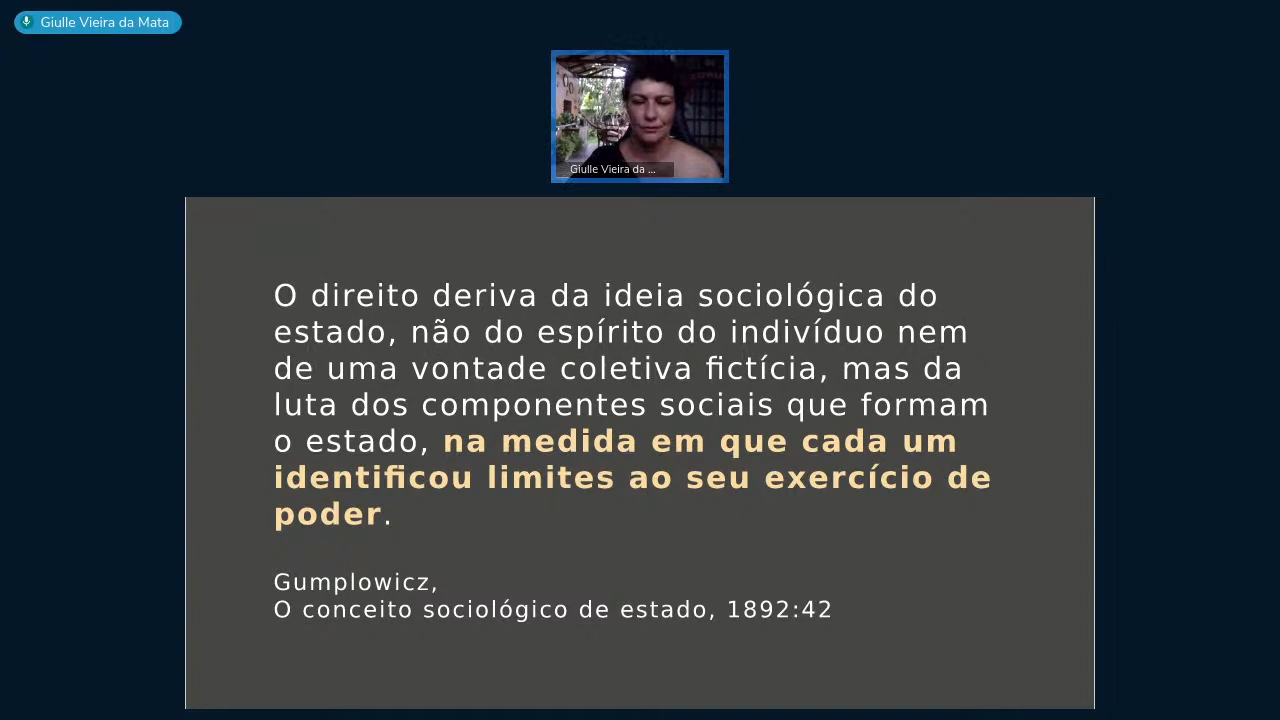 Giulle Vieira da Mata
Giulle Vieira da ...
O direito deriva da ideia sociológica do
estado, não do espírito do indivíduo nem
de uma vontade coletiva fictícia, mas da
luta dos componentes sociais que formam
o estado, na medida em que cada um
identificou limites ao seu exercício de
poder.
Gumplowicz,
O conceito sociológico de estado, 1892:42